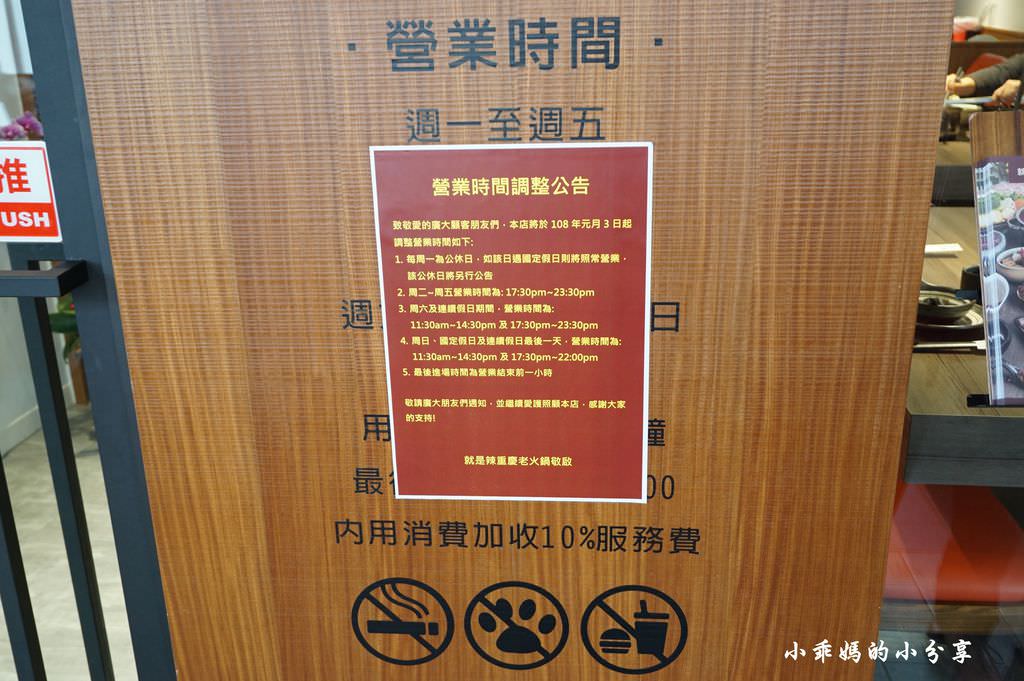 · 營業時間 ·
週一至週五
推
USH
營業時間調整公告
致敬愛的廣大顧客朋友們，本店將於 108 年元月 3 日起
調整營業時間如下:
1. 每周一為公休日，如該日遇國定假日則將照常營業，
該公休日將另行公告
2. 周二~周五營業時間為: 17:30pm~23:30pm
3. 周六及連續假日期間，營業時間為:
11:30am~14:30pm 及 17:30pm~23:30pm
4. 周日、國定假日及連續假日最後一天，營業時間為:
11:30am~14:30pm 及 17:30pm~22:00pm
5. 最後進場時間為營業結束前一小時
敬請廣大朋友們週知，並繼續愛護照顧本店，感謝大家
的支持!
就是辣重慶老火鍋敬啟
週
日
用
鐘
最
00
內用消費加收10%服務費
小乖媽的小分享